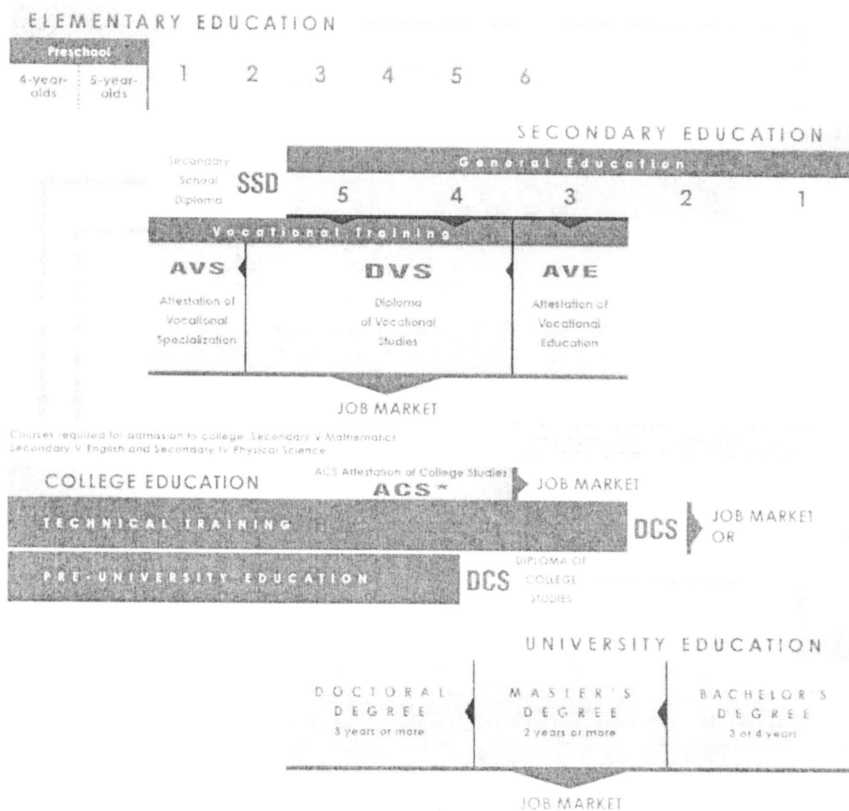 ELEMENTARY EDUCATION
Preschool
4-year-olds 5-year-olds 1 2 3 4 5 6
SECONDARY EDUCATION
General Education
Secondary School Diploma SSD 5 4 3 2 1
Vocational Training
AVS DVS AVE
Attestation of Vocational Specialization
Diploma of Vocational Studies
Attestation of Vocational Education
JOB MARKET
Courses required for admission to college: Secondary V Mathematics
Secondary V English and Secondary IV Physical Science
COLLEGE EDUCATION
ACS Attestation of College Studies
ACS*
JOB MARKET
TECHNICAL TRAINING
DCS
JOB MARKET
OR
PRE-UNIVERSITY EDUCATION
DCS
DIPLOMA OF
COLLEGE
STUDIES
UNIVERSITY EDUCATION
DOCTORAL DEGREE
3 years or more
MASTER'S DEGREE
2 years or more
BACHELOR'S DEGREE
3 or 4 years
JOB MARKET